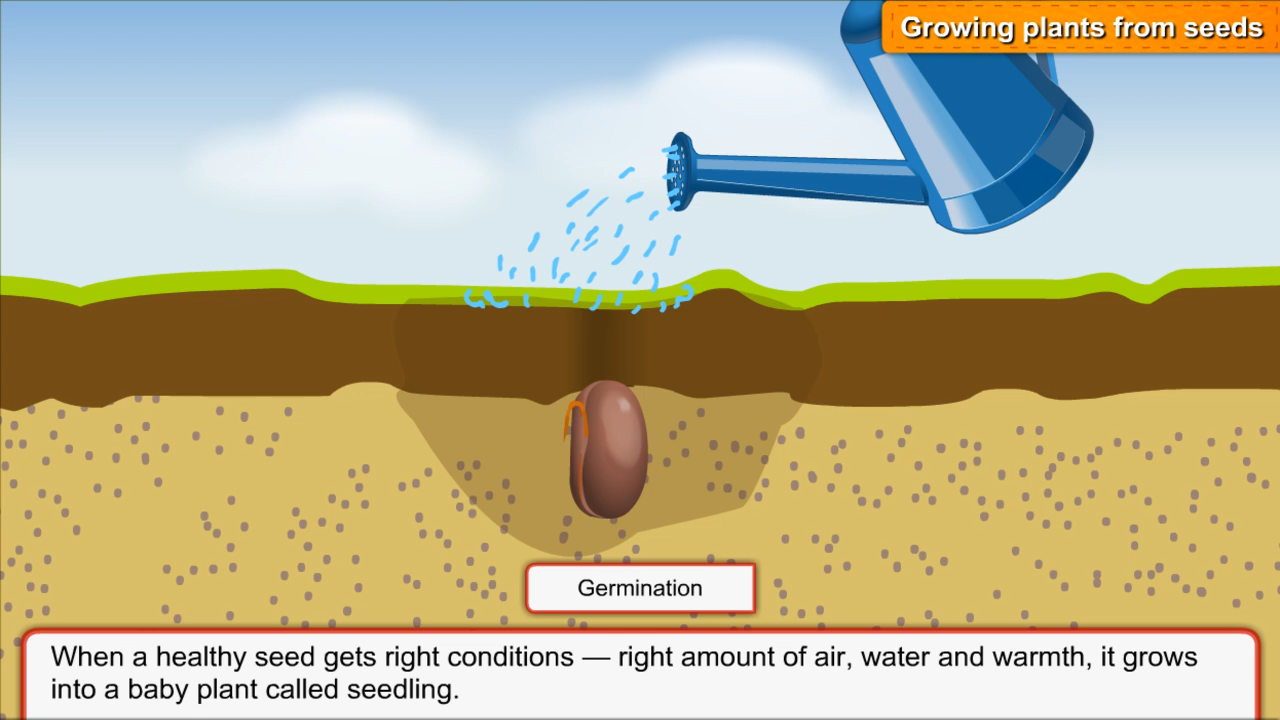 Growing plants from seeds
Germination
When a healthy seed gets right conditions — right amount of air, water and warmth, it grows
into a baby plant called seedling.